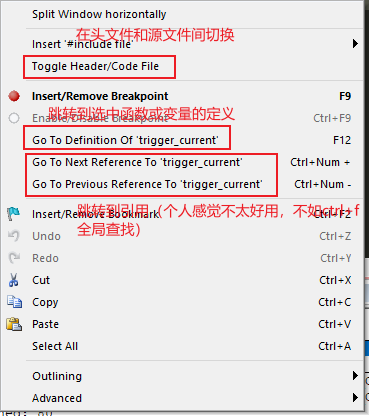 Split Window horizontally
在头文件和源文件间切换
Insert '#include file'
Toggle Header/Code File
Insert/Remove Breakpoint F9
跳转到选中函数或变量的定义
Enable/Disable Breakpoint Ctrl+F9
Go To Definition Of 'trigger_current' F12
Go To Next Reference To 'trigger_current' Ctrl+Num +
Go To Previous Reference To 'trigger_current' Ctrl+Num -
跳转到引用（个人感觉不太好用，不如ctrl+f
Insert/Remove Bookmark Ctrl+F2
全局查找）
Undo Ctrl+Z
Redo Ctrl+Y
Cut Ctrl+X
Copy Ctrl+C
Paste Ctrl+V
Select All Ctrl+A
Outlining
Advanced